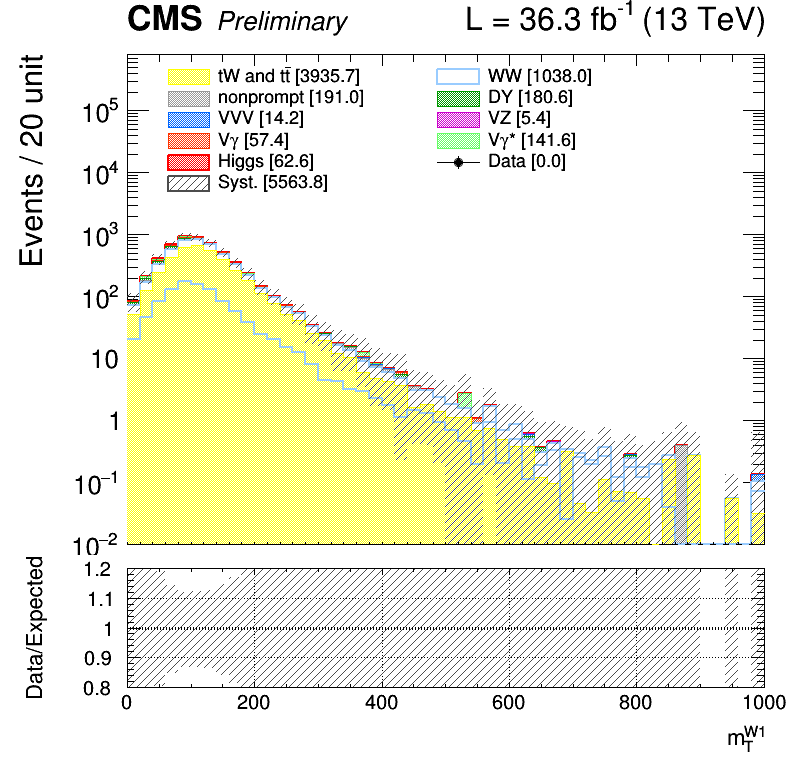 CMS Preliminary L = 36.3 fb⁻¹ (13 TeV)
Events / 20 unit
tW and tt̄ [3935.7] WW [1038.0]
nonprompt [191.0] DY [180.6]
VVV [14.2] VZ [5.4]
Vγ [57.4] Vγ* [141.6]
Higgs [62.6] Data [0.0]
Syst. [5563.8]
10⁵
10⁴
10³
10²
10
1
10⁻¹
10⁻²
Data/Expected
1.2
1.1
1
0.9
0.8
0 200 400 600 800 1000
m_T^W1